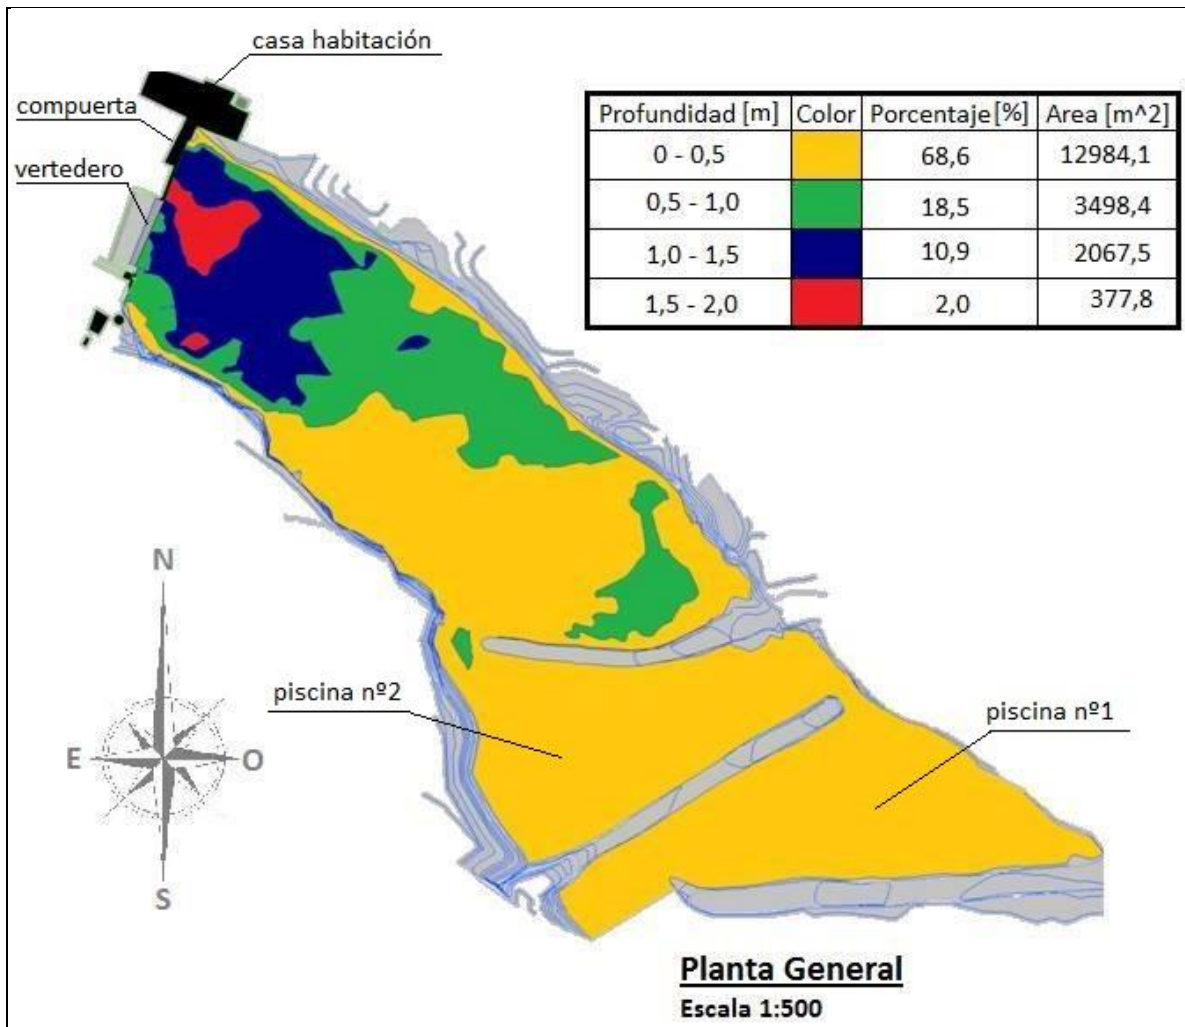 casa habitación
compuerta
vertedero
Profundidad [m] Color Porcentaje[%] Area [m^2]
0 - 0,5 68,6 12984,1
0,5 - 1,0 18,5 3498,4
1,0 - 1,5 10,9 2067,5
1,5 - 2,0 2,0 377,8
N
E O
S
piscina nº2
piscina nº1
Planta General
Escala 1:500